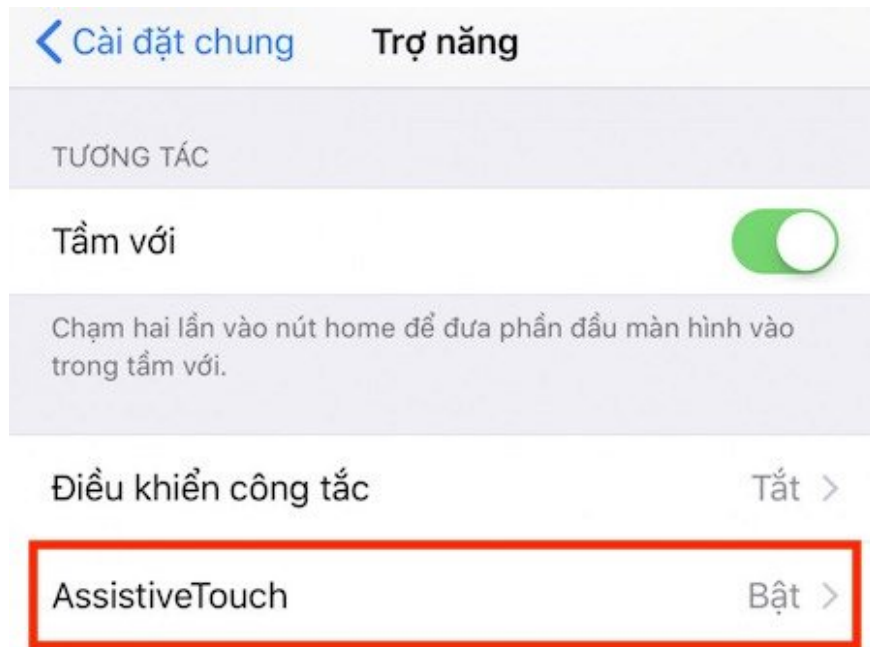 Cài đặt chung Trợ năng
TƯƠNG TÁC
Tầm với
Chạm hai lần vào nút home để đưa phần đầu màn hình vào
trong tầm với.
Điều khiển công tắc Tắt
AssistiveTouch Bật